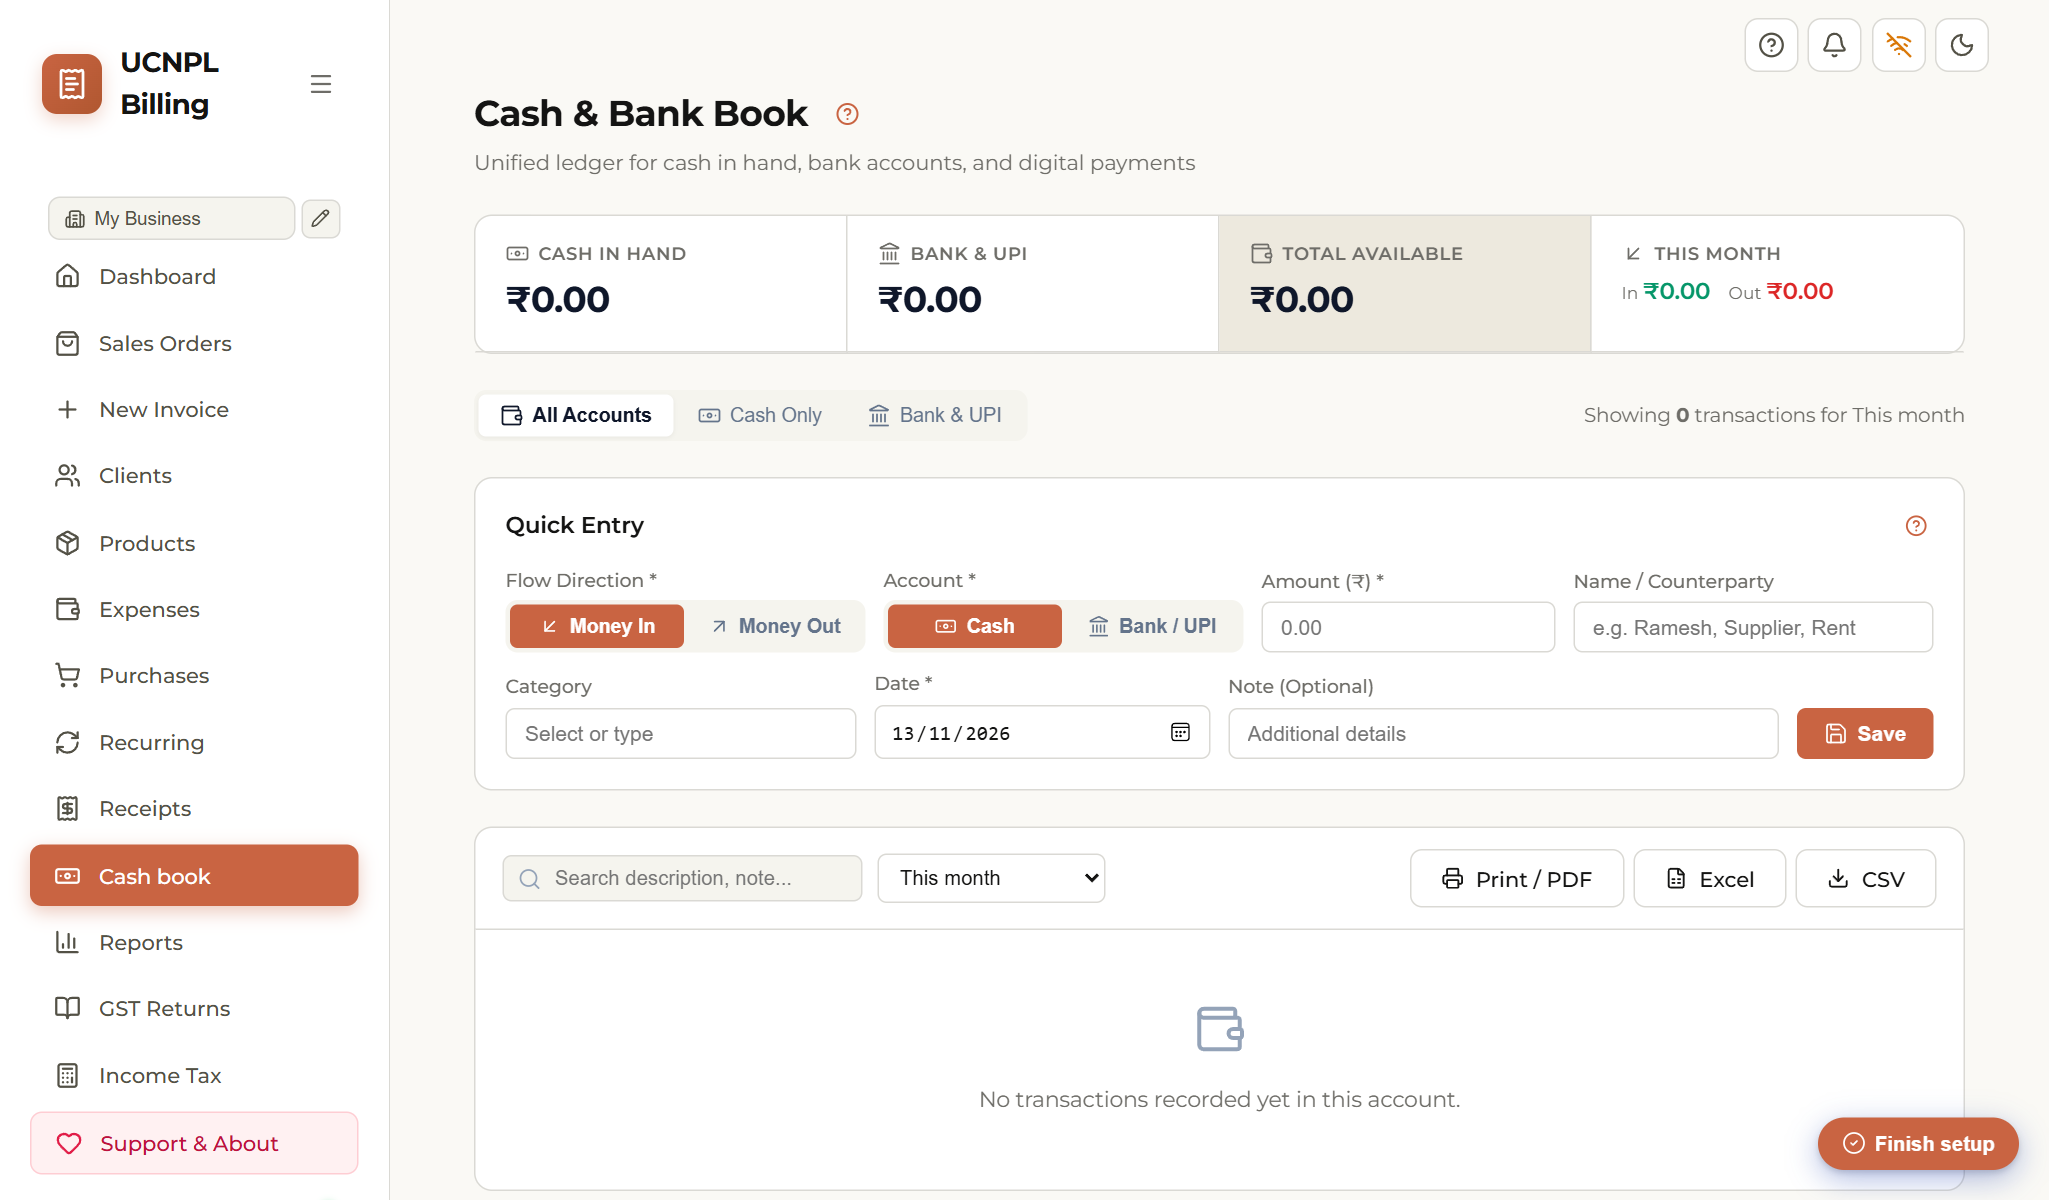 UCNPL
Billing
My Business
Dashboard
Sales Orders
New Invoice
Clients
Products
Expenses
Purchases
Recurring
Receipts
Cash book
Reports
GST Returns
Income Tax
Support & About
Cash & Bank Book
Unified ledger for cash in hand, bank accounts, and digital payments
CASH IN HAND
₹0.00
BANK & UPI
₹0.00
TOTAL AVAILABLE
₹0.00
THIS MONTH
In ₹0.00 Out ₹0.00
All Accounts Cash Only Bank & UPI
Showing 0 transactions for This month
Quick Entry
Flow Direction *
Money In Money Out
Account *
Cash Bank / UPI
Amount (₹) *
0.00
Name / Counterparty
e.g. Ramesh, Supplier, Rent
Category
Select or type
Date *
13/11/2026
Note (Optional)
Additional details
Save
Search description, note...
This month
Print / PDF
Excel
CSV
No transactions recorded yet in this account.
Finish setup